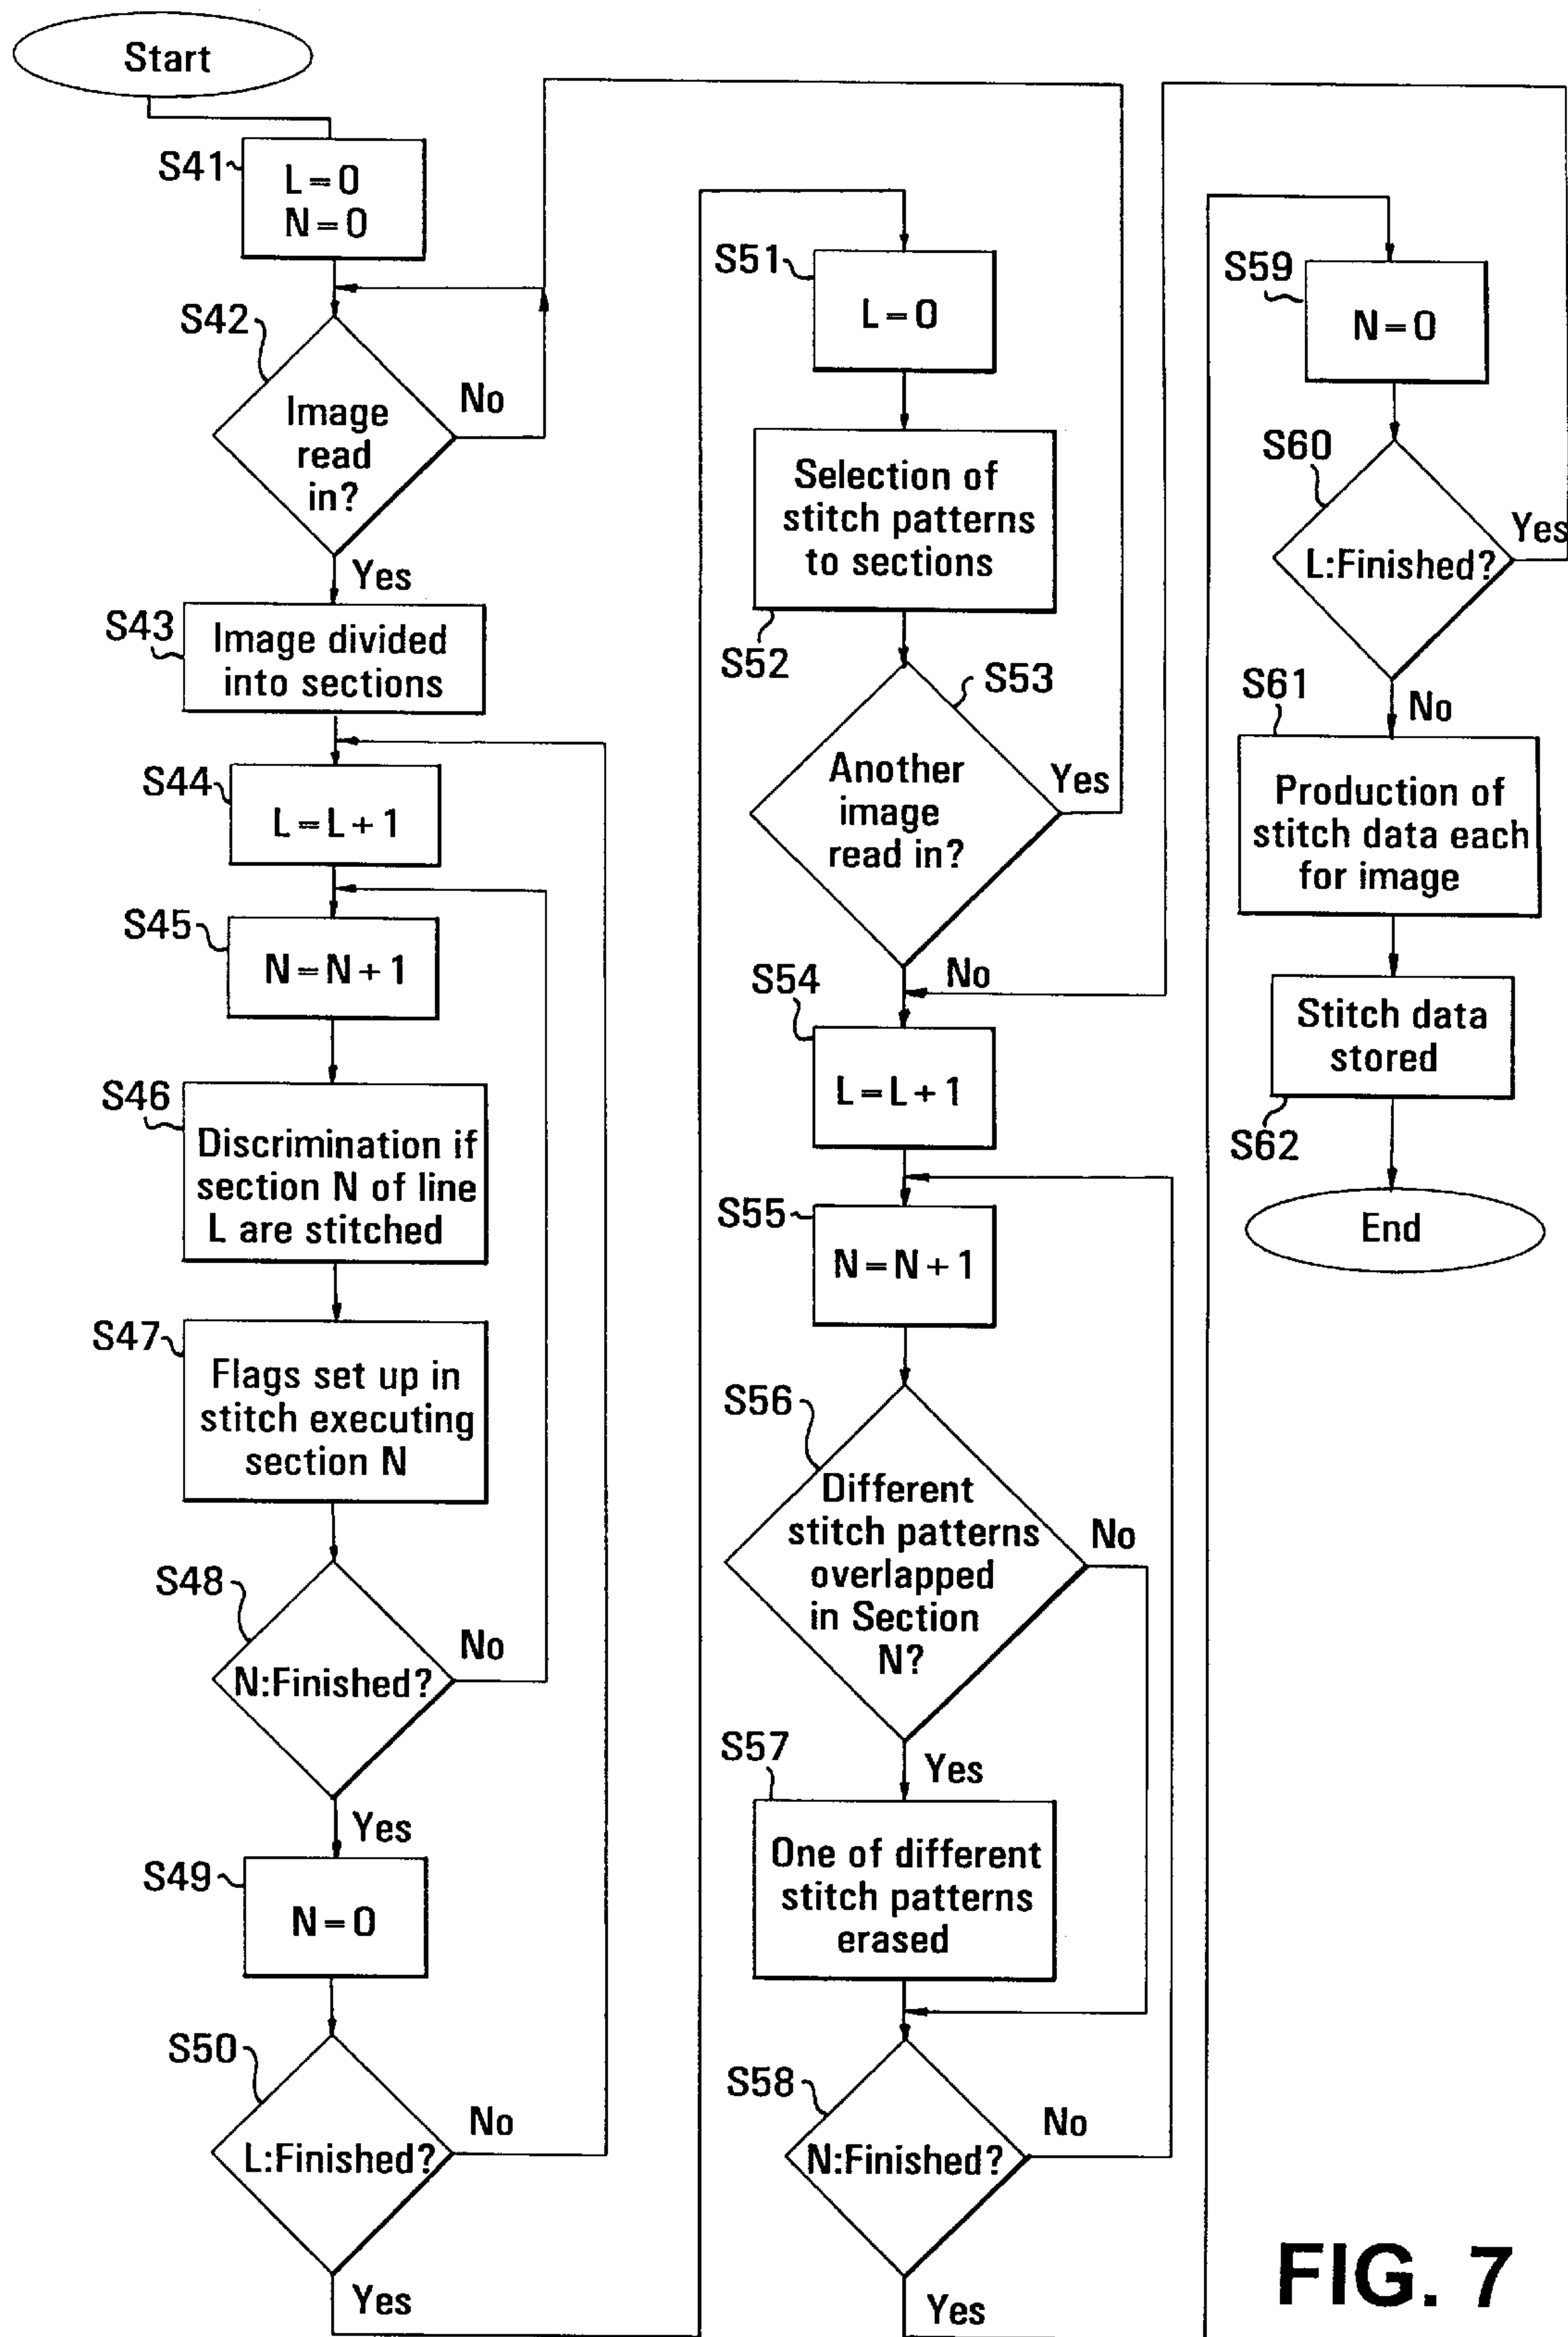 Start
S41
L=0
N=0
S42
Image
read
in?
No
Yes
S43
Image divided
into sections
S44
L=L+1
S45
N=N+1
S46
Discrimination if
section N of line
L are stitched
S47
Flags set up in
stitch executing
section N
S48
N:Finished?
No
Yes
S49
N=0
S50
L:Finished?
No
Yes
S51
L=0
Selection of
stitch patterns
to sections
S52
S53
Another
image
read in?
Yes
No
S54
L=L+1
S55
N=N+1
S56
Different
stitch patterns
overlapped
in Section
N?
No
Yes
S57
One of different
stitch patterns
erased
S58
N:Finished?
No
Yes
S59
N=0
S60
L:Finished?
Yes
No
S61
Production of
stitch data each
for image
Stitch data
stored
S62
End
FIG. 7